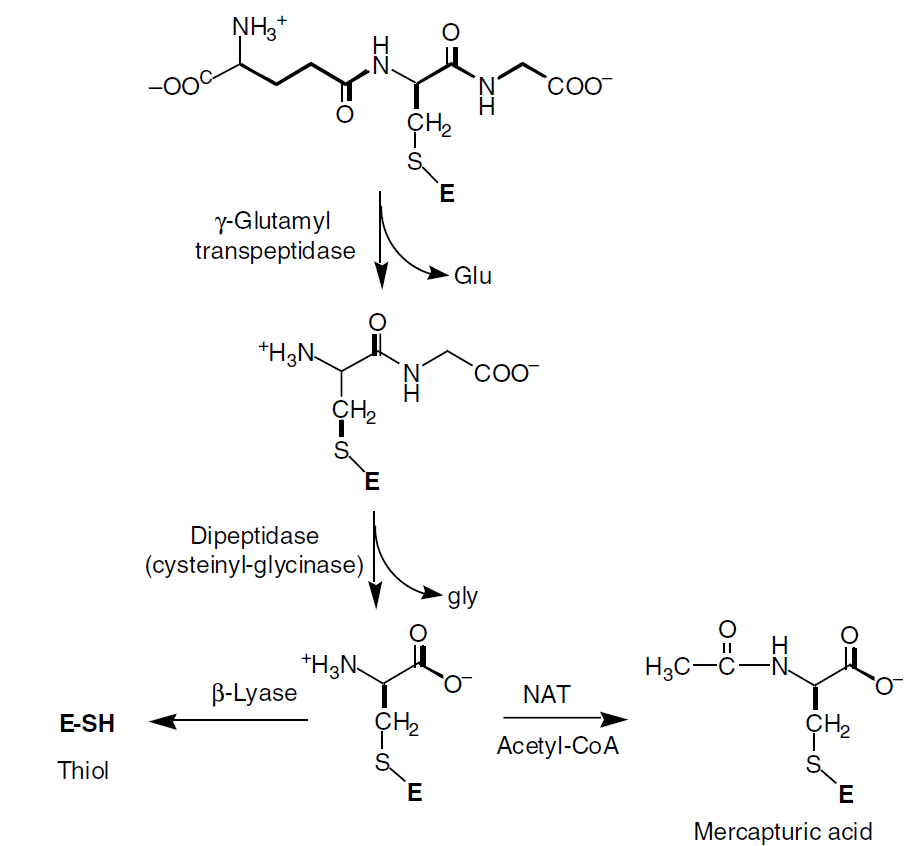 NH₃⁺
H
N
O
⁻OOC
O
N
H
COO⁻
CH₂
S
E
γ-Glutamyl
transpeptidase
Glu
O
⁺H₃N
N
H
COO⁻
CH₂
S
E
Dipeptidase
(cysteinyl-glycinase)
gly
β-Lyase
E-SH
Thiol
⁺H₃N
O
O⁻
CH₂
S
E
NAT
Acetyl-CoA
O
H₃C
C
H
N
O
O⁻
CH₂
S
E
Mercapturic acid